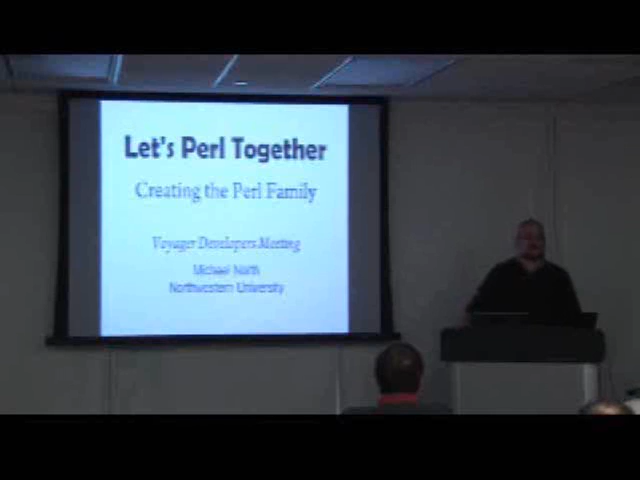 Let's Perl Together
Creating the Perl Family
Voyager Developers Meeting
Michael North
Northwestern University